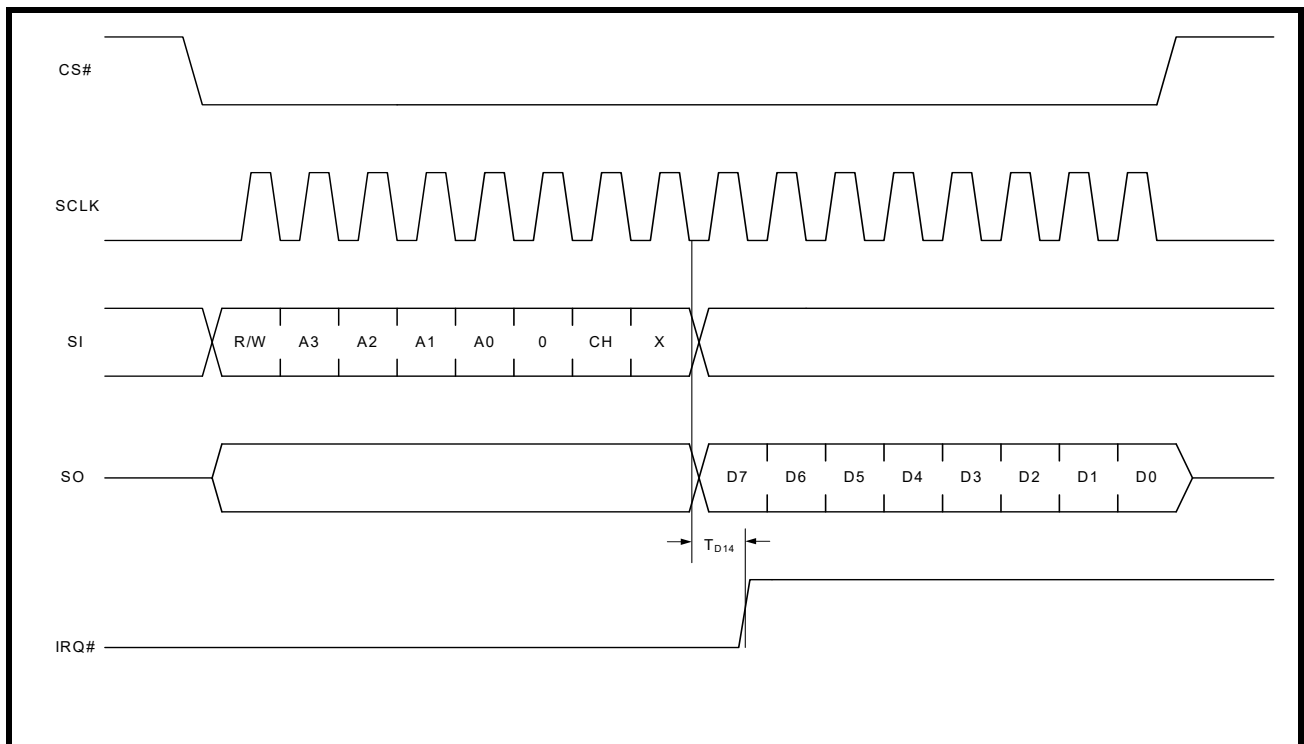 CS#
SCLK
SI R/W A3 A2 A1 A0 0 CH X
SO D7 D6 D5 D4 D3 D2 D1 D0
TD14
IRQ#